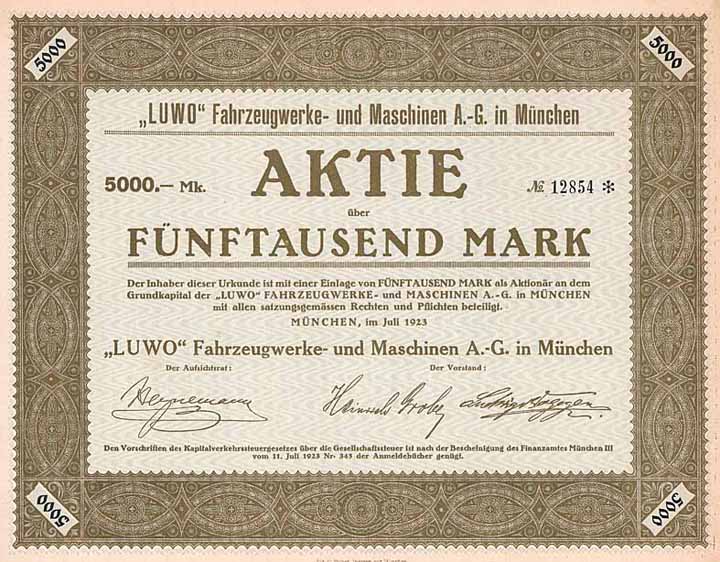 5000 5000
„LUWO“ Fahrzeugwerke- und Maschinen A.-G. in München
5000.— Mk. AKTIE № 12854 *
über
FÜNFTAUSEND MARK
Der Inhaber dieser Urkunde ist mit einer Einlage von FÜNFTAUSEND MARK als Aktionär an dem
Grundkapital der „LUWO“ FAHRZEUGWERKE- und MASCHINEN A.-G. in MÜNCHEN
mit allen satzungsgemässen Rechten und Pflichten beteiligt.
MÜNCHEN, im Juli 1923
„LUWO“ Fahrzeugwerke- und Maschinen A.-G. in München
Der Aufsichtsrat: Der Vorstand:
Heinrich
Den Vorschriften des Kapitalverkehrssteuergesetzes über die Gesellschaftssteuer ist nach der Bescheinigung des Finanzamtes München III
vom 11. Juli 1923 Nr. 345 der Anmeldebücher genügt.
5000 5000